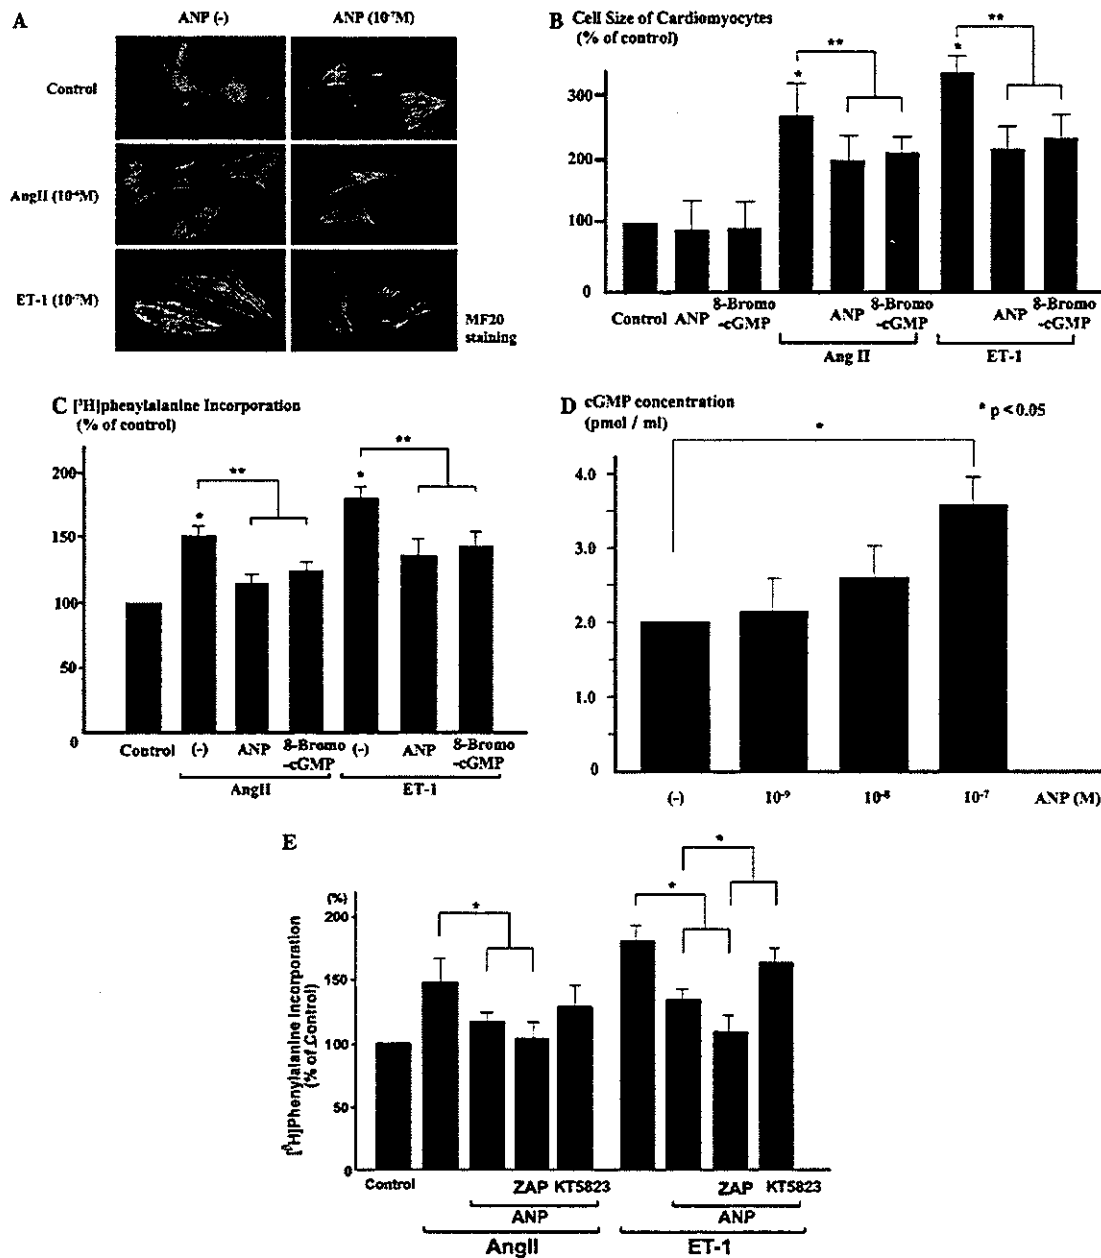 A
ANP (-)
ANP (10⁻⁷M)
Control
AngII (10⁻⁶M)
ET-1 (10⁻⁷M)
MF20
staining
B Cell Size of Cardiomyocytes
(% of control)
**
**
*
*
300
200
100
0
Control ANP 8-Bromo -cGMP ANP 8-Bromo -cGMP ANP 8-Bromo -cGMP
Ang II ET-1
C [³H]phenylalanine Incorporation
(% of control)
**
**
*
*
200
150
100
50
0
Control (-) ANP 8-Bromo -cGMP (-) ANP 8-Bromo -cGMP
AngII ET-1
D cGMP concentration
(pmol / ml)
* p < 0.05
*
4.0
3.0
2.0
1.0
0
(-) 10⁻⁹ 10⁻⁸ 10⁻⁷ ANP (M)
E
[³H]Phenylalanine Incorporation
(% of Control)
(%)
*
*
*
200
150
100
50
0
Control ZAP KT5823 ZAP KT5823
ANP ANP
AngII ET-1